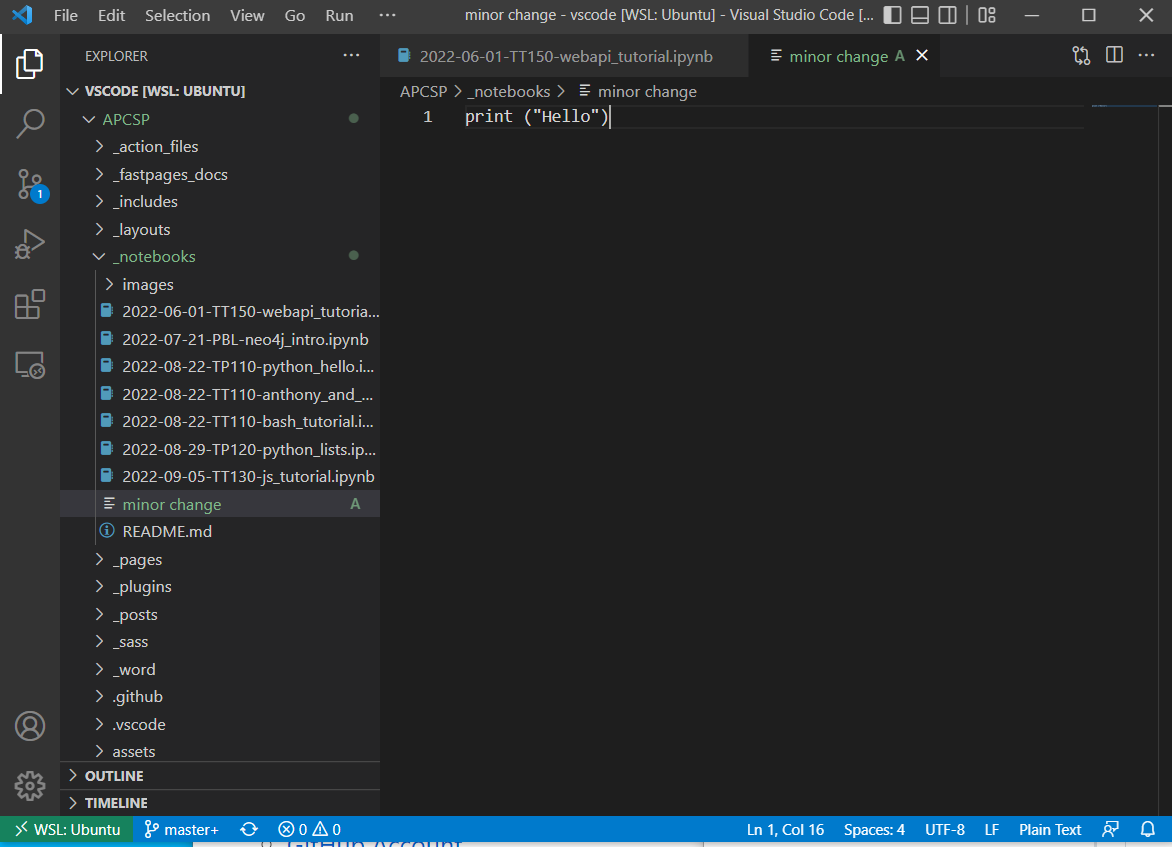 File Edit Selection View Go Run ··· minor change - vscode [WSL: Ubuntu] - Visual Studio Code [...
EXPLORER ···
VSCODE [WSL: UBUNTU]
APCSP
_action_files
_fastpages_docs
_includes
_layouts
_notebooks
images
2022-06-01-TT150-webapi_tutoria...
2022-07-21-PBL-neo4j_intro.ipynb
2022-08-22-TP110-python_hello.i...
2022-08-22-TT110-anthony_and_...
2022-08-22-TT110-bash_tutorial.i...
2022-08-29-TP120-python_lists.ip...
2022-09-05-TT130-js_tutorial.ipynb
minor change A
README.md
_pages
_plugins
_posts
_sass
_word
.github
.vscode
assets
OUTLINE
TIMELINE
1
2022-06-01-TT150-webapi_tutorial.ipynb minor change A
APCSP > _notebooks > minor change
1 print ("Hello")
WSL: Ubuntu master+ 0 0 Ln 1, Col 16 Spaces: 4 UTF-8 LF Plain Text
GitHub Account